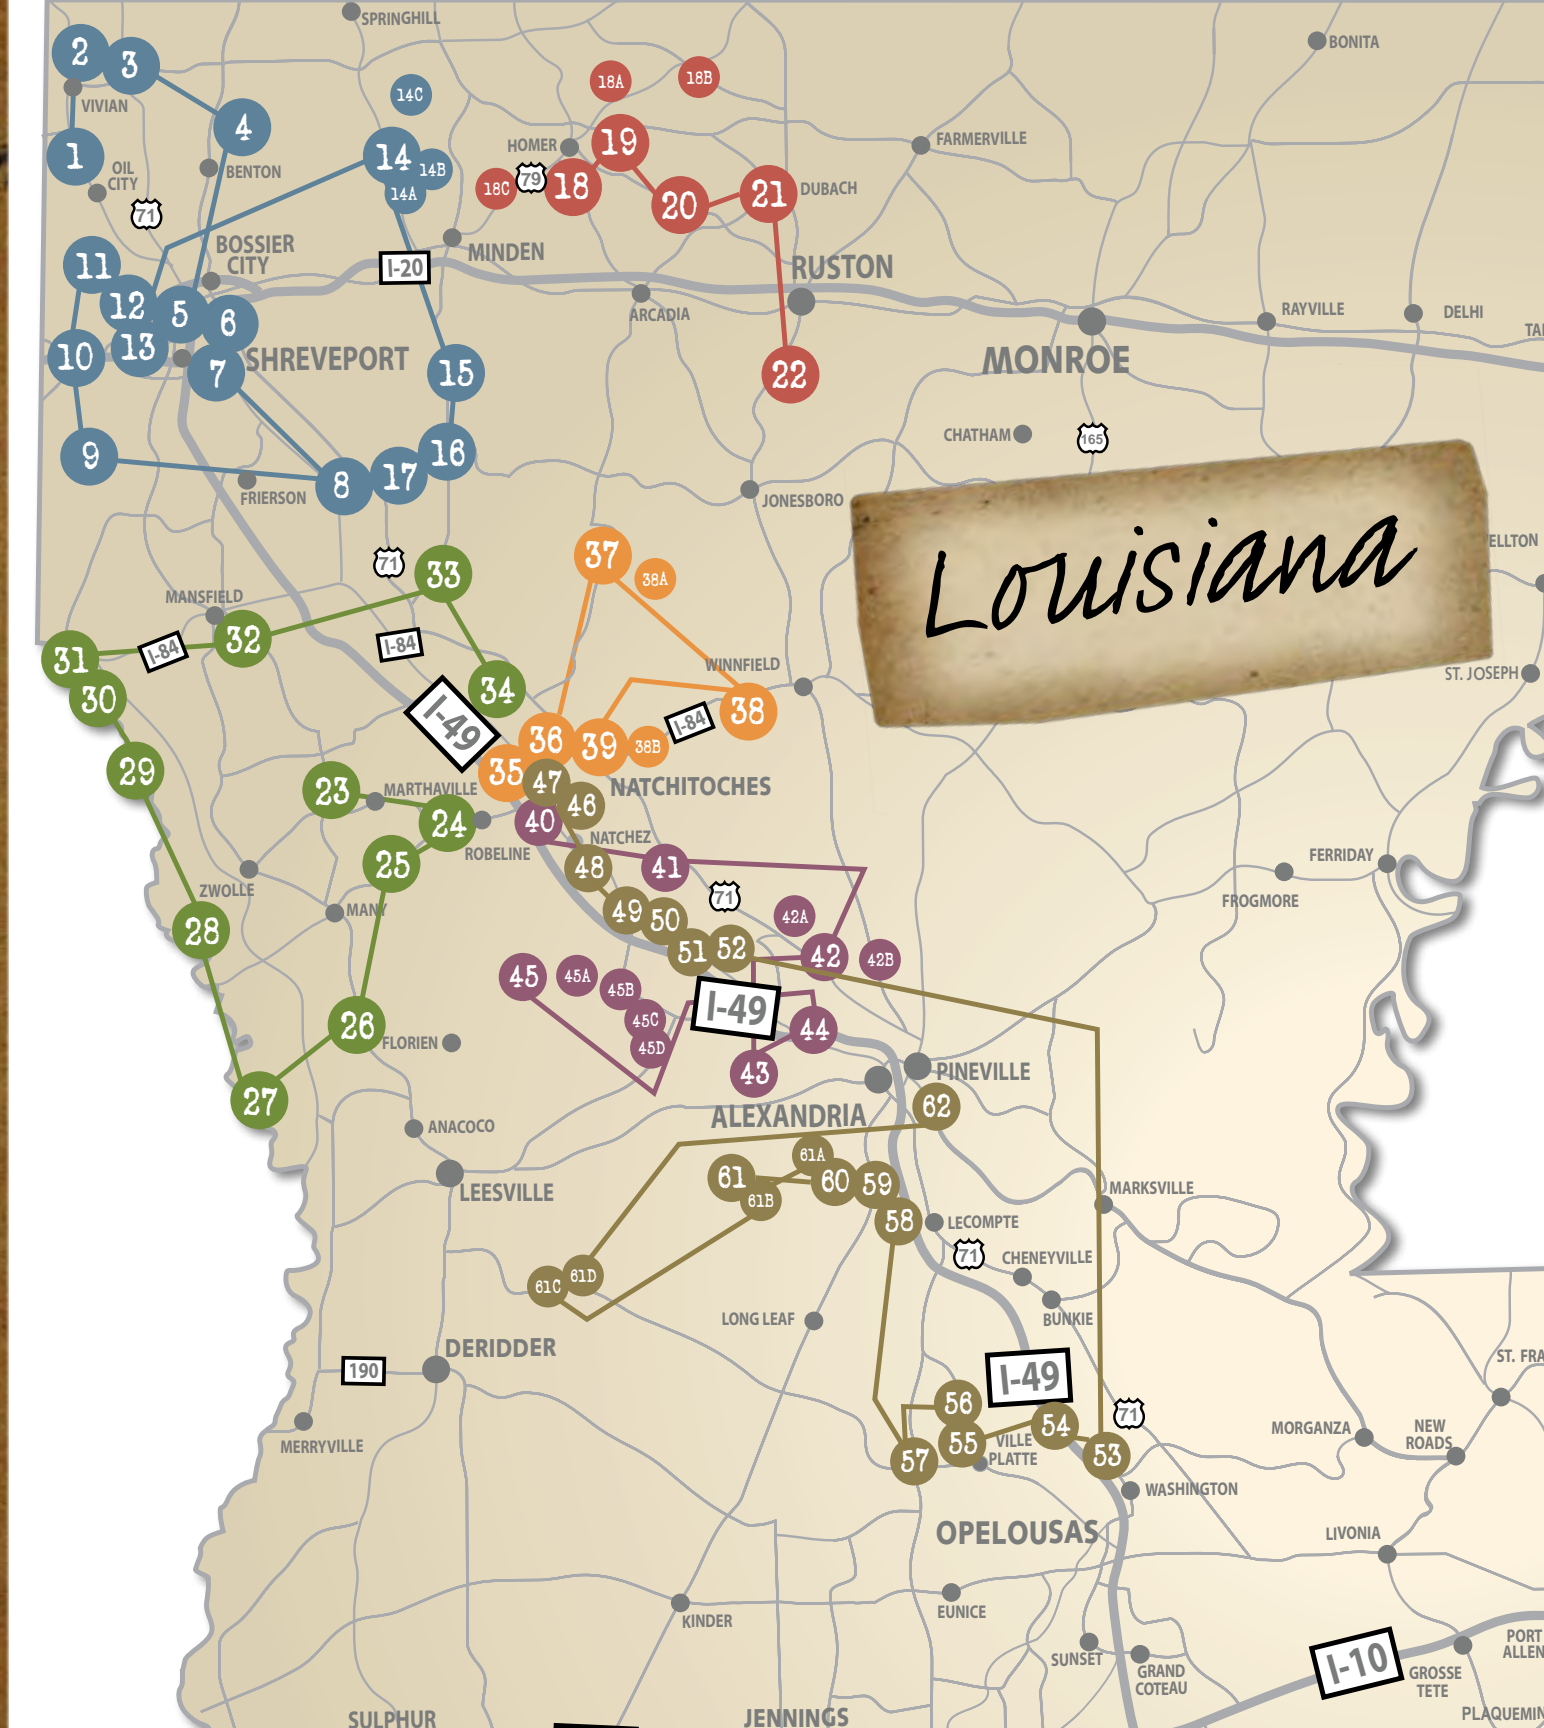 SPRINGHILL
BONITA
2
3
VIVIAN
14C
18A
18B
4
1
OIL
CITY
BENTON
14
14B
14A
HOMER
19
FARMERVILLE
79
18C
18
20
21
DUBACH
71
BOSSIER
CITY
MINDEN
I-20
RUSTON
11
12
5
6
ARCADIA
RAYVILLE
DELHI
TA
10
13
7
SHREVEPORT
15
22
MONROE
9
8
17
16
CHATHAM
165
FRIERSON
JONESBORO
Louisiana
ELLTON
71
33
37
38A
MANSFIELD
32
I-84
I-84
31
30
34
WINNFIELD
ST. JOSEPH
I-49
38
I-84
36
39
38B
35
29
23
MARTHAVILLE
47
46
NATCHITOCHES
24
40
ROBELINE
NATCHEZ
25
48
41
FERRIDAY
ZWOLLE
MANY
71
FROGMORE
28
49
50
42A
51
52
42
42B
45
45A
45B
45C
45D
I-49
44
43
26
FLORIEN
27
PINEVILLE
62
ALEXANDRIA
ANACOCO
61A
61
61B
60
59
LEESVILLE
58
LECOMPTE
MARKSVILLE
71
CHENEYVILLE
61C
61D
BUNKIE
LONG LEAF
DERIDDER
190
I-49
ST. FRA
56
54
71
55
VILLE
PLATTE
57
53
MERRYVILLE
MORGANZA
NEW
ROADS
WASHINGTON
OPELOUSAS
LIVONIA
KINDER
EUNICE
SUNSET
GRAND
COTEAU
I-10
GROSSE
TETE
PORT
ALLEN
SULPHUR
JENNINGS
PLAQUEMIN